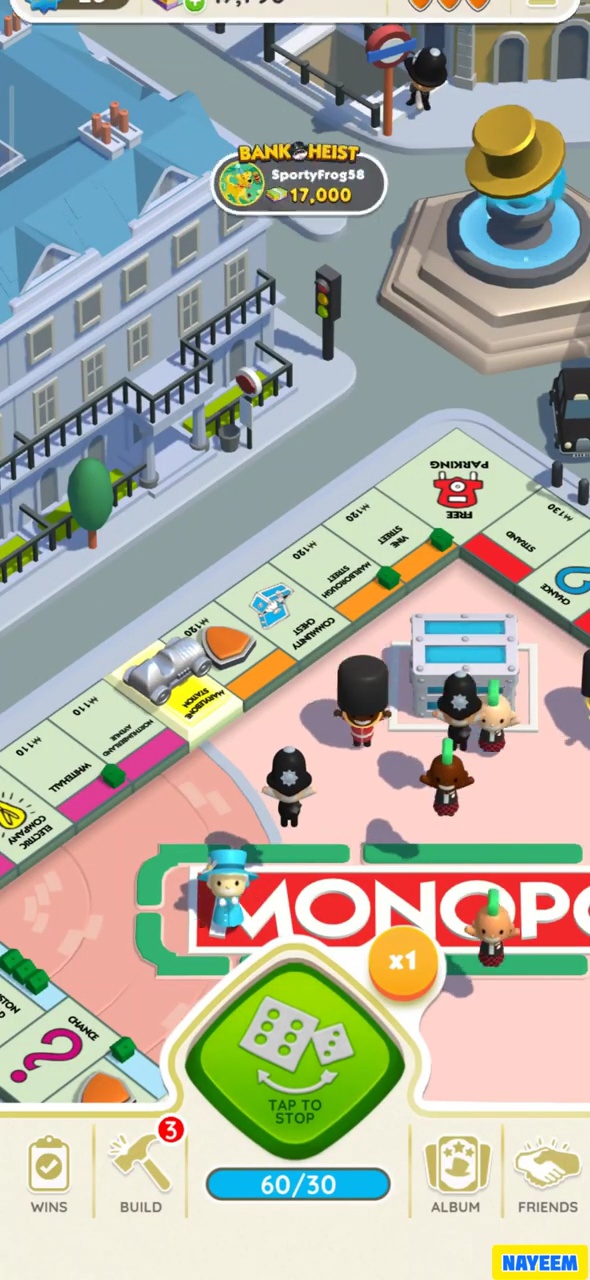 BANK HEIST
SportyFrog58
17,000
FREE
PARKING
STRAND
M130
CHANCE
M120
VINE
STREET
M120
MARLBOROUGH
STREET
COMMUNITY
CHEST
M120
MARYLEBONE
STATION
M110
NORTHUMBERLAND
AVENUE
M110
WHITEHALL
ELECTRIC
COMPANY
MONOPO
x1
CHANCE
TAP TO
STOP
3
60/30
WINS
BUILD
ALBUM
FRIENDS
NAYEEM